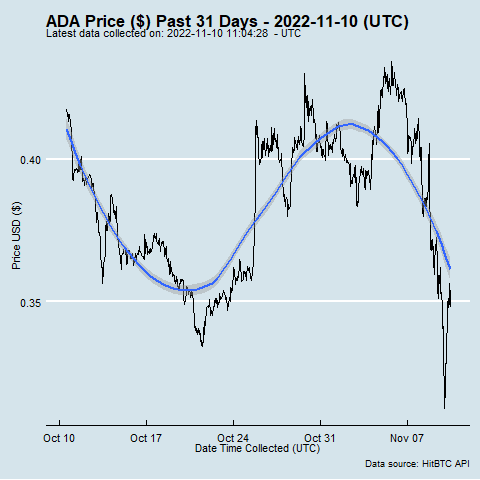 ADA Price ($) Past 31 Days - 2022-11-10 (UTC)
Latest data collected on: 2022-11-10 11:04:28 - UTC
Price USD ($)
0.40
0.35
Oct 10 Oct 17 Oct 24 Oct 31 Nov 07
Date Time Collected (UTC)
Data source: HitBTC API